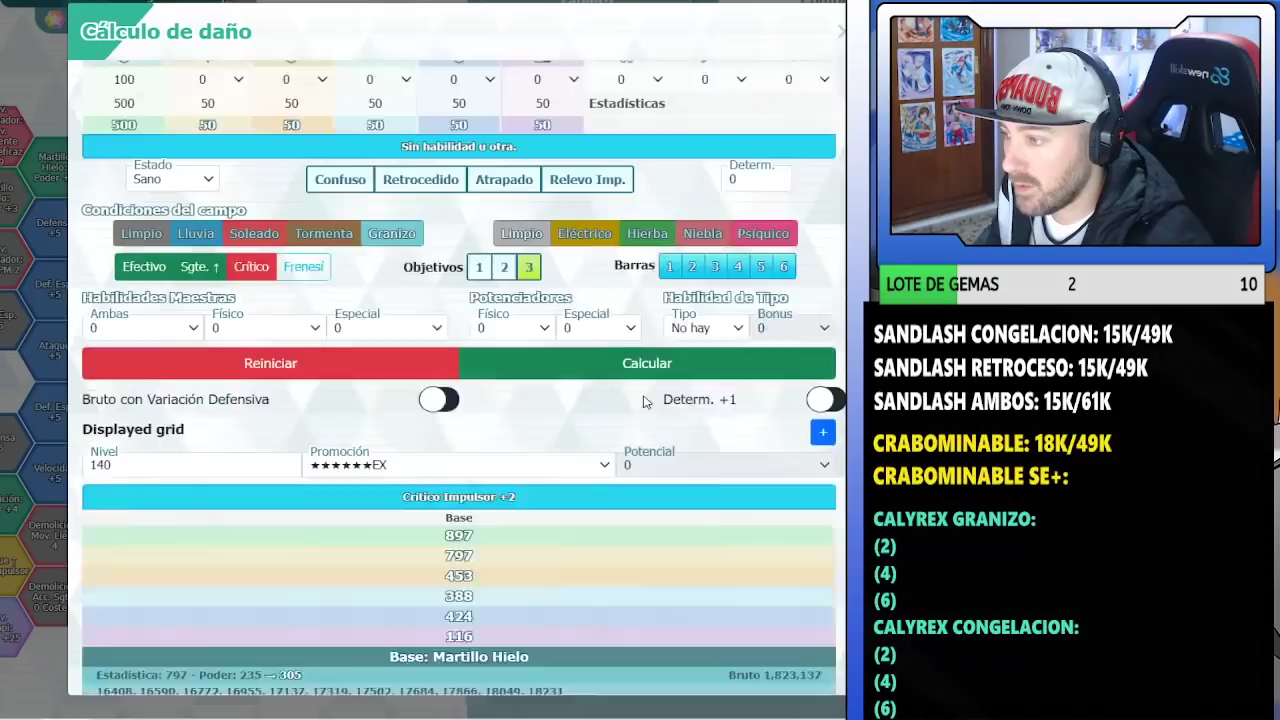 Cálculo de daño
100 0 0 0 0 0 0 0 0
500 50 50 50 50 50 Estadísticas
500 50 50 50 50 50
Sin habilidad u otra.
Estado
Sano
Confuso Retrocedido Atrapado Relevo Imp.
Determ.
0
Condiciones del campo
Limpio Lluvia Soleado Tormenta Granizo
Limpio Eléctrico Hierba Niebla Psíquico
Efectivo Sgte. ↑ Crítico Frenesí
Objetivos 1 2 3
Barras 1 2 3 4 5 6
Habilidades Maestras
Ambas Físico Especial
0 0 0
Potenciadores
Físico Especial
0 0
Habilidad de Tipo
Tipo Bonus
No hay 0
Reiniciar Calcular
Bruto con Variación Defensiva
Determ. +1
Displayed grid
+
Nivel
140
Promoción
★★★★★★EX
Potencial
0
Crítico Impulsor +2
Base
897
797
453
388
424
116
Base: Martillo Hielo
Estadística: 797 - Poder: 235 → 305
Bruto 1,823,137
16408, 16590, 16772, 16955, 17137, 17319, 17502, 17684, 17866, 18049, 18231
Martillo
Hielo:
BUDAPEST
newskill
LOTE DE GEMAS 2 10
SANDLASH CONGELACION: 15K/49K
SANDLASH RETROCESO: 15K/49K
SANDLASH AMBOS: 15K/61K
CRABOMINABLE: 18K/49K
CRABOMINABLE SE+:
CALYREX GRANIZO:
(2)
(4)
(6)
CALYREX CONGELACION:
(2)
(4)
(6)